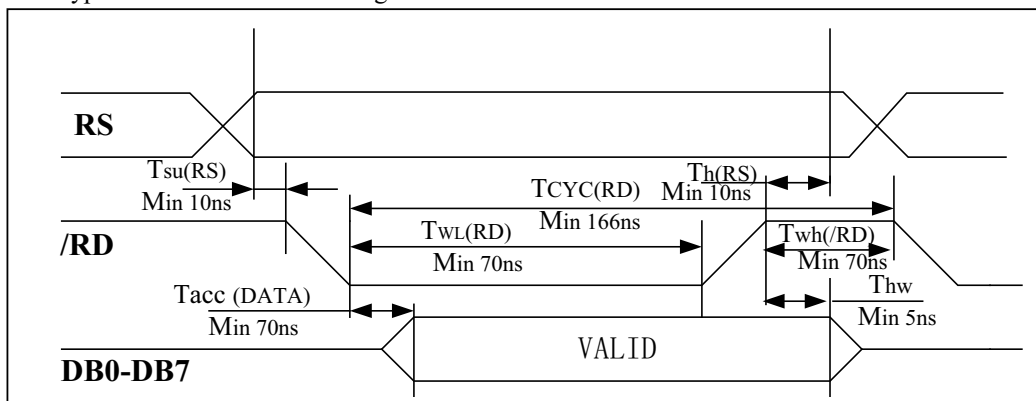 RS
Tsu(RS)
Min 10ns
Th(RS)
Min 10ns
TCYC(RD)
Min 166ns
/RD
TWL(RD)
Min 70ns
Twh(/RD)
Min 70ns
Tacc (DATA)
Min 70ns
Thw
Min 5ns
VALID
DB0-DB7